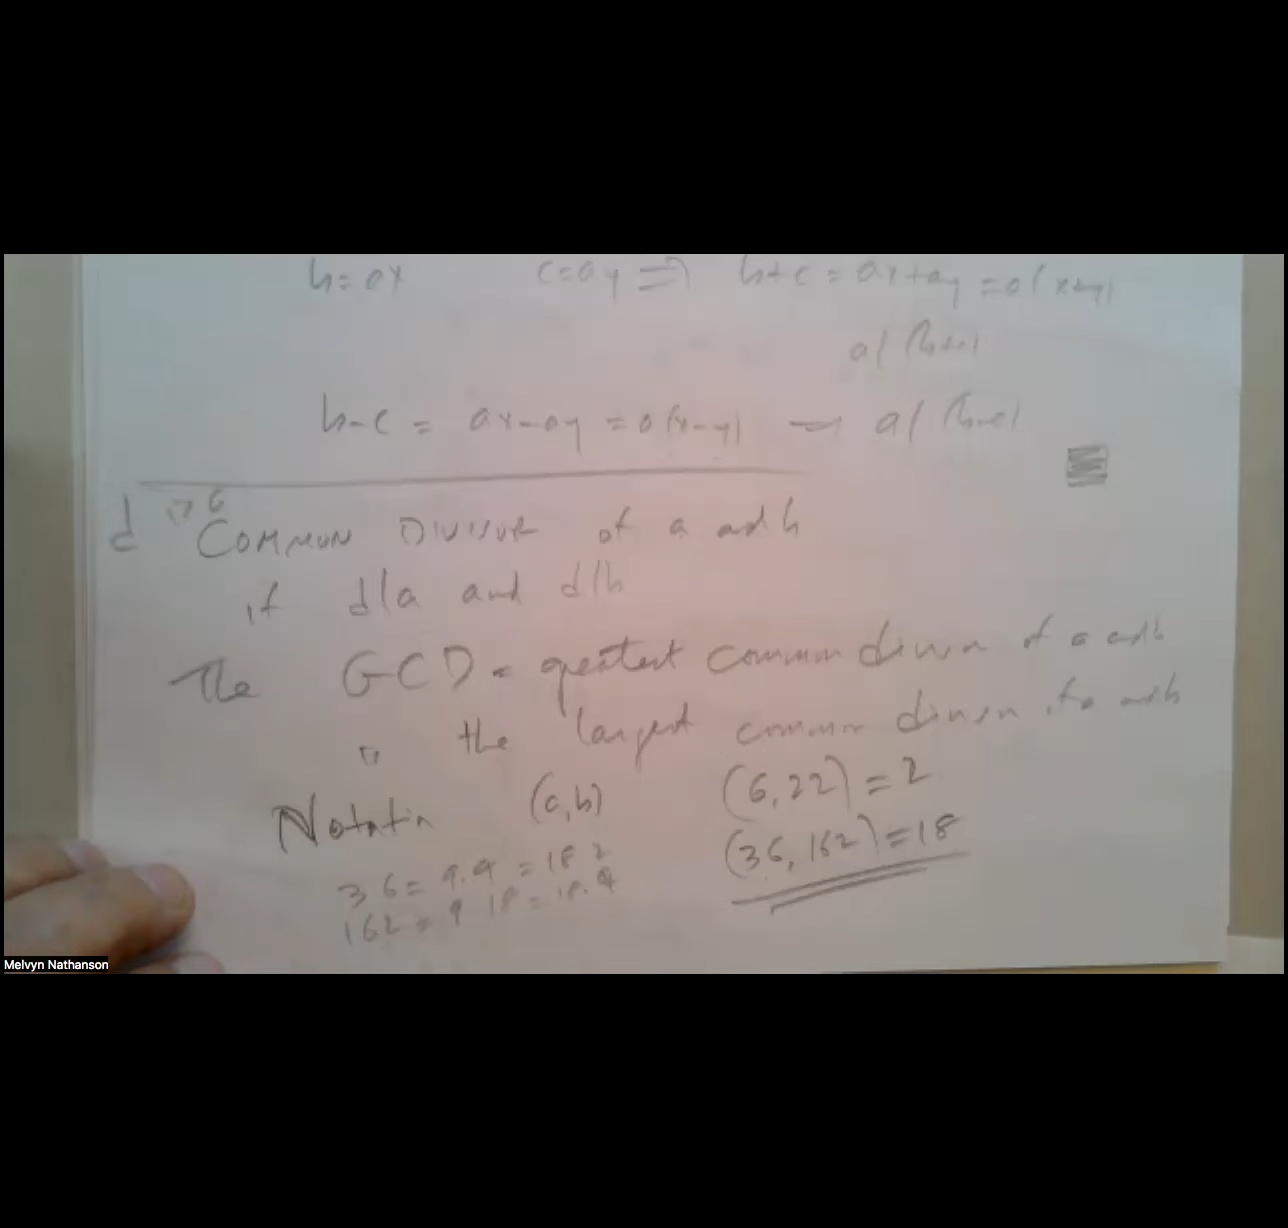 b = ax c = ay ⇒ b+c = ax+ay = a(x+y)
a|(b+c)
b-c = ax-ay = a(x-y) ⇒ a|(b-c)
d is COMMON DIVISOR of a and b
if d|a and d|b
The GCD = greatest common divisor of a and b
is the largest common divisor of a and b
Notation (a,b) (6,22) = 2
36 = 9.4 = 18 2 (36, 162) = 18
162 = 9 18 = 18.9
Melvyn Nathanson